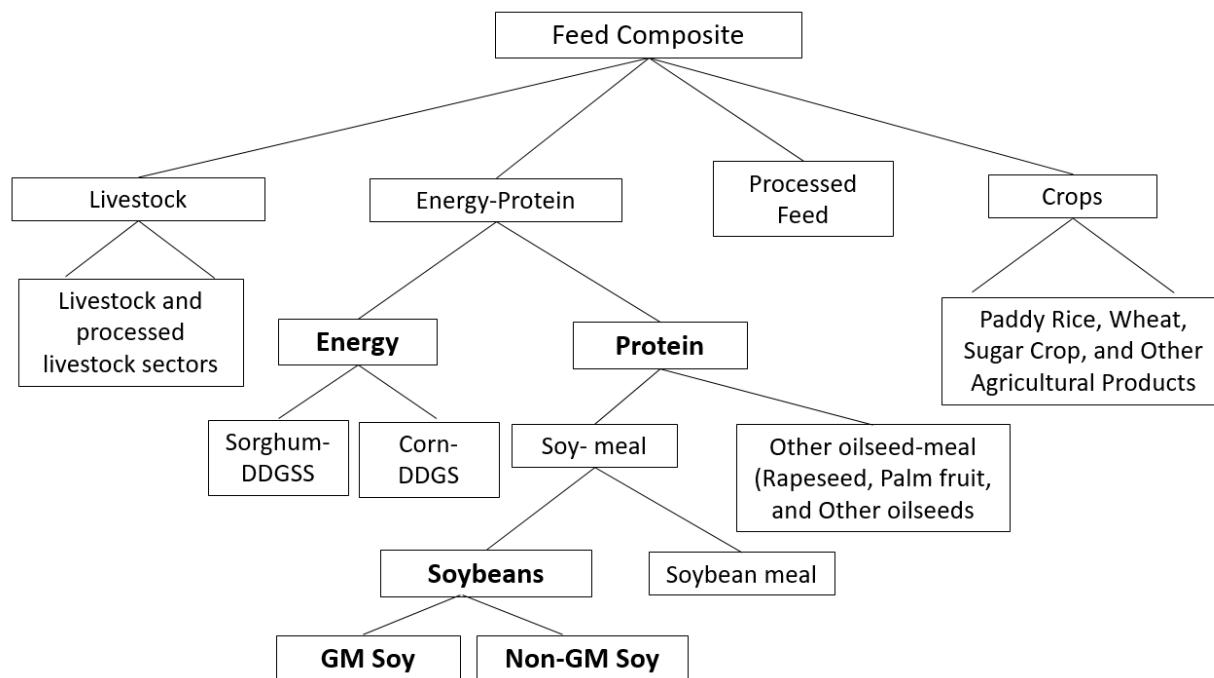 Feed Composite
Livestock
Energy-Protein
Processed
Feed
Crops
Livestock and
processed
livestock sectors
Energy
Protein
Paddy Rice, Wheat,
Sugar Crop, and Other
Agricultural Products
Sorghum-
DDGSS
Corn-
DDGS
Soy- meal
Other oilseed-meal
(Rapeseed, Palm fruit,
and Other oilseeds
Soybeans
Soybean meal
GM Soy
Non-GM Soy